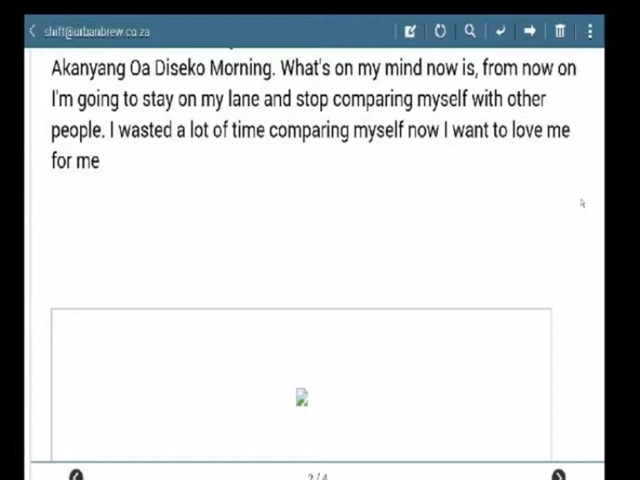 shift@urbanbrew.co.za
Akanyang Oa Diseko Morning. What's on my mind now is, from now on
I'm going to stay on my lane and stop comparing myself with other
people. I wasted a lot of time comparing myself now I want to love me
for me
2 / 4